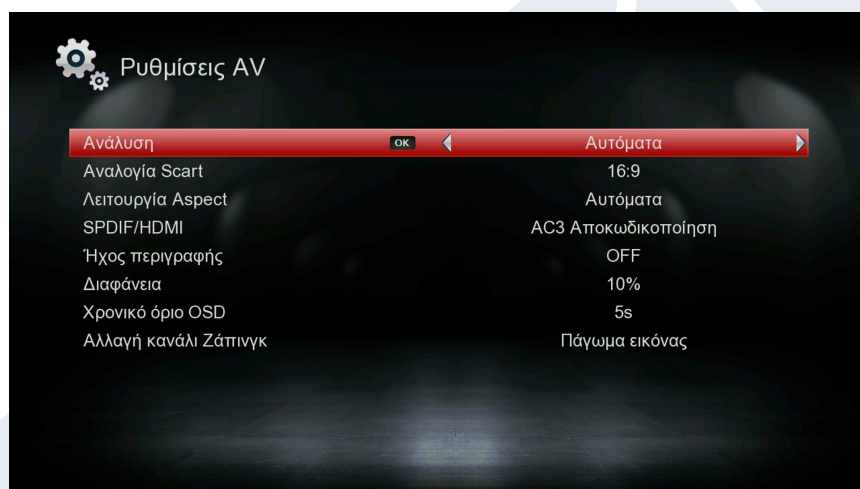 Ρυθμίσεις AV
Ανάλυση OK Αυτόματα
Αναλογία Scart 16:9
Λειτουργία Aspect Αυτόματα
SPDIF/HDMI AC3 Αποκωδικοποίηση
Ήχος περιγραφής OFF
Διαφάνεια 10%
Χρονικό όριο OSD 5s
Αλλαγή κανάλι Ζάπινγκ Πάγωμα εικόνας